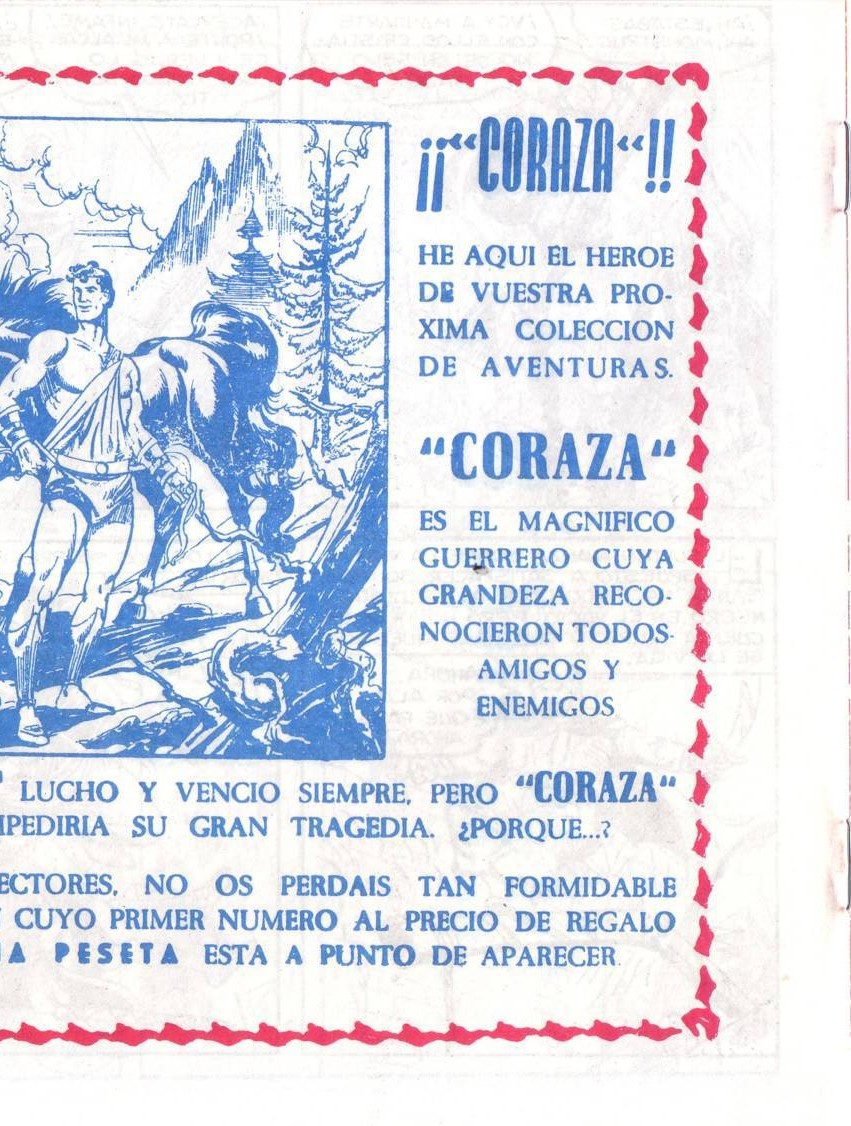 ¡¡“CORAZA“!!
HE AQUI EL HEROE
DE VUESTRA PRO-
XIMA COLECCION
DE AVENTURAS.
“CORAZA“
ES EL MAGNIFICO
GUERRERO CUYA
GRANDEZA RECO-
NOCIERON TODOS-
AMIGOS Y
ENEMIGOS
LUCHO Y VENCIO SIEMPRE, PERO “CORAZA“
PEDIRIA SU GRAN TRAGEDIA. ¿PORQUE...?
ECTORES, NO OS PERDAIS TAN FORMIDABLE
CUYO PRIMER NUMERO AL PRECIO DE REGALO
A PESETA ESTA A PUNTO DE APARECER.